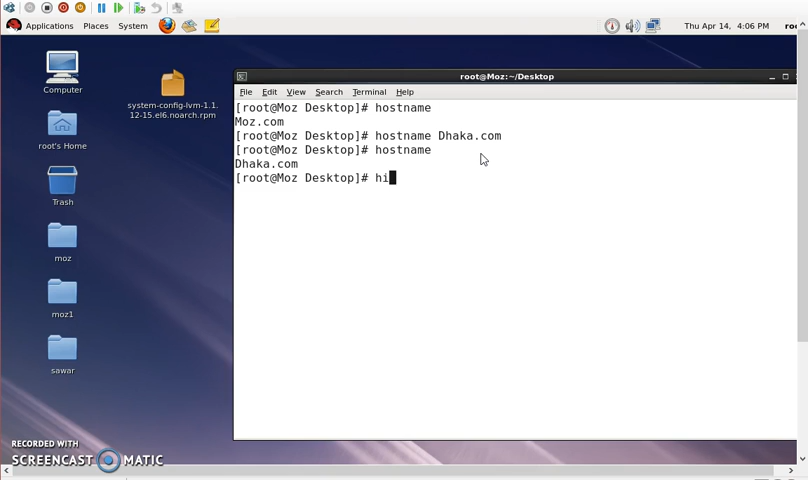 Applications Places System
Thu Apr 14, 4:06 PM
Computer
root's Home
Trash
moz
moz1
sawar
system-config-lvm-1.1.
12-15.el6.noarch.rpm
root@Moz:~/Desktop
File Edit View Search Terminal Help
[root@Moz Desktop]# hostname
Moz.com
[root@Moz Desktop]# hostname Dhaka.com
[root@Moz Desktop]# hostname
Dhaka.com
[root@Moz Desktop]# hi
RECORDED WITH
SCREENCAST MATIC